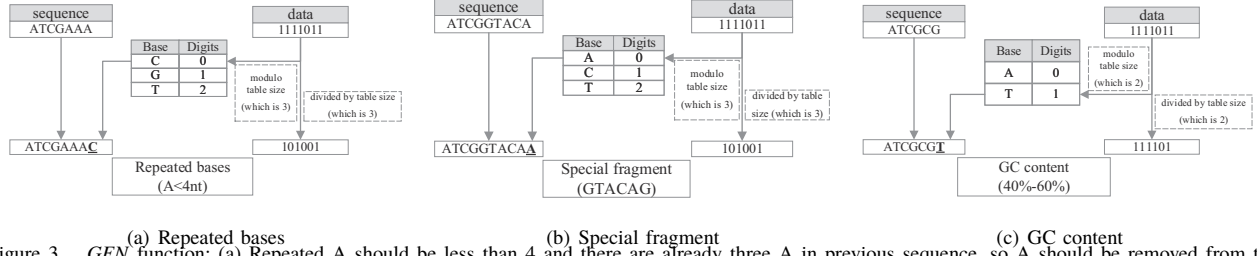 sequence
ATCGAAA
data
1111011
Base Digits
C 0
G 1
T 2
modulo
table size
(which is 3)
divided by table size
(which is 3)
ATCGAAAC
101001
Repeated bases
(A<4nt)
(a) Repeated bases
sequence
ATCGGTACA
data
1111011
Base Digits
A 0
C 1
T 2
modulo
table size
(which is 3)
divided by table
size (which is 3)
ATCGGTACAA
101001
Special fragment
(GTACAG)
(b) Special fragment
sequence
ATCGCG
data
1111011
Base Digits
A 0
T 1
modulo
table size
(which is 2)
divided by table size
(which is 2)
ATCGCGT
111101
GC content
(40%-60%)
(c) GC content
3. GEN function: (a) Repeated A should be less than 4 and there are already three A in previous sequence, so A should be removed from